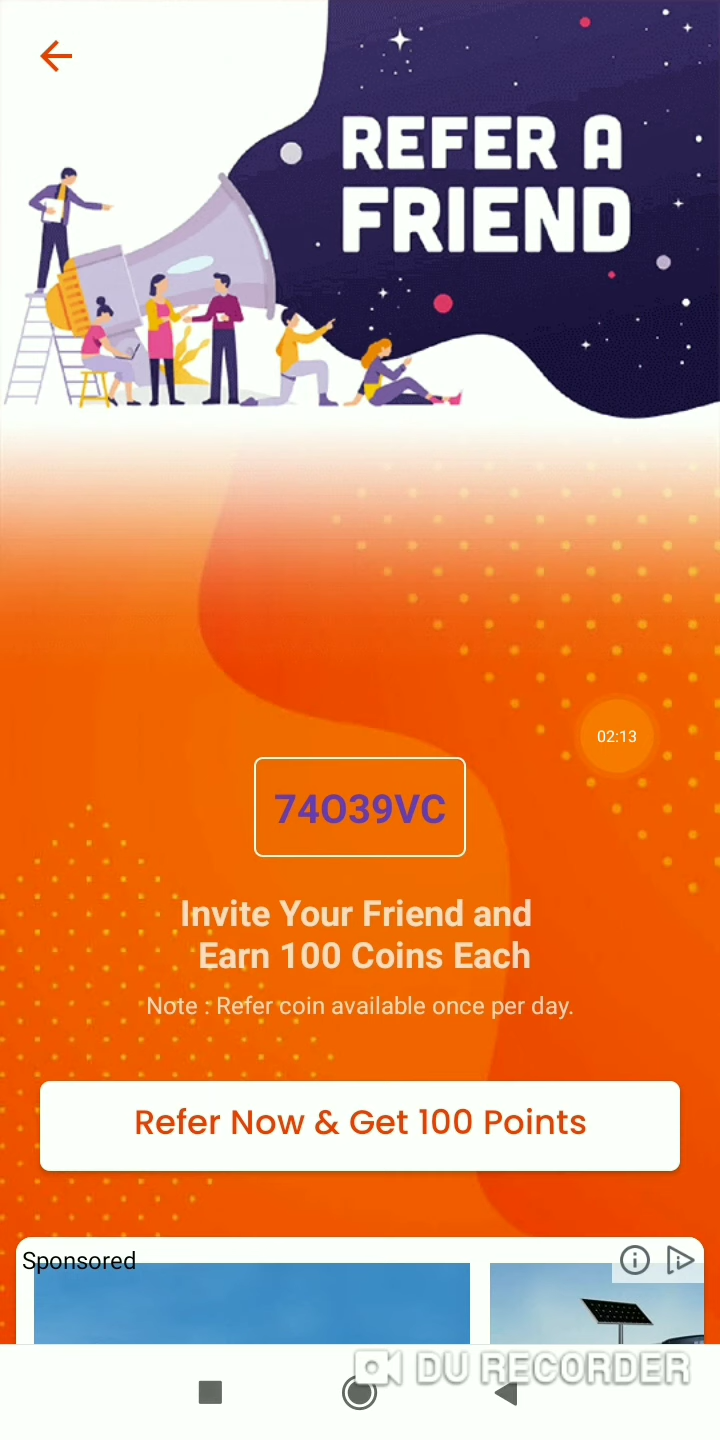 REFER A
FRIEND
02:13
74O39VC
Invite Your Friend and
Earn 100 Coins Each
Note : Refer coin available once per day.
Refer Now & Get 100 Points
Sponsored
DU RECORDER